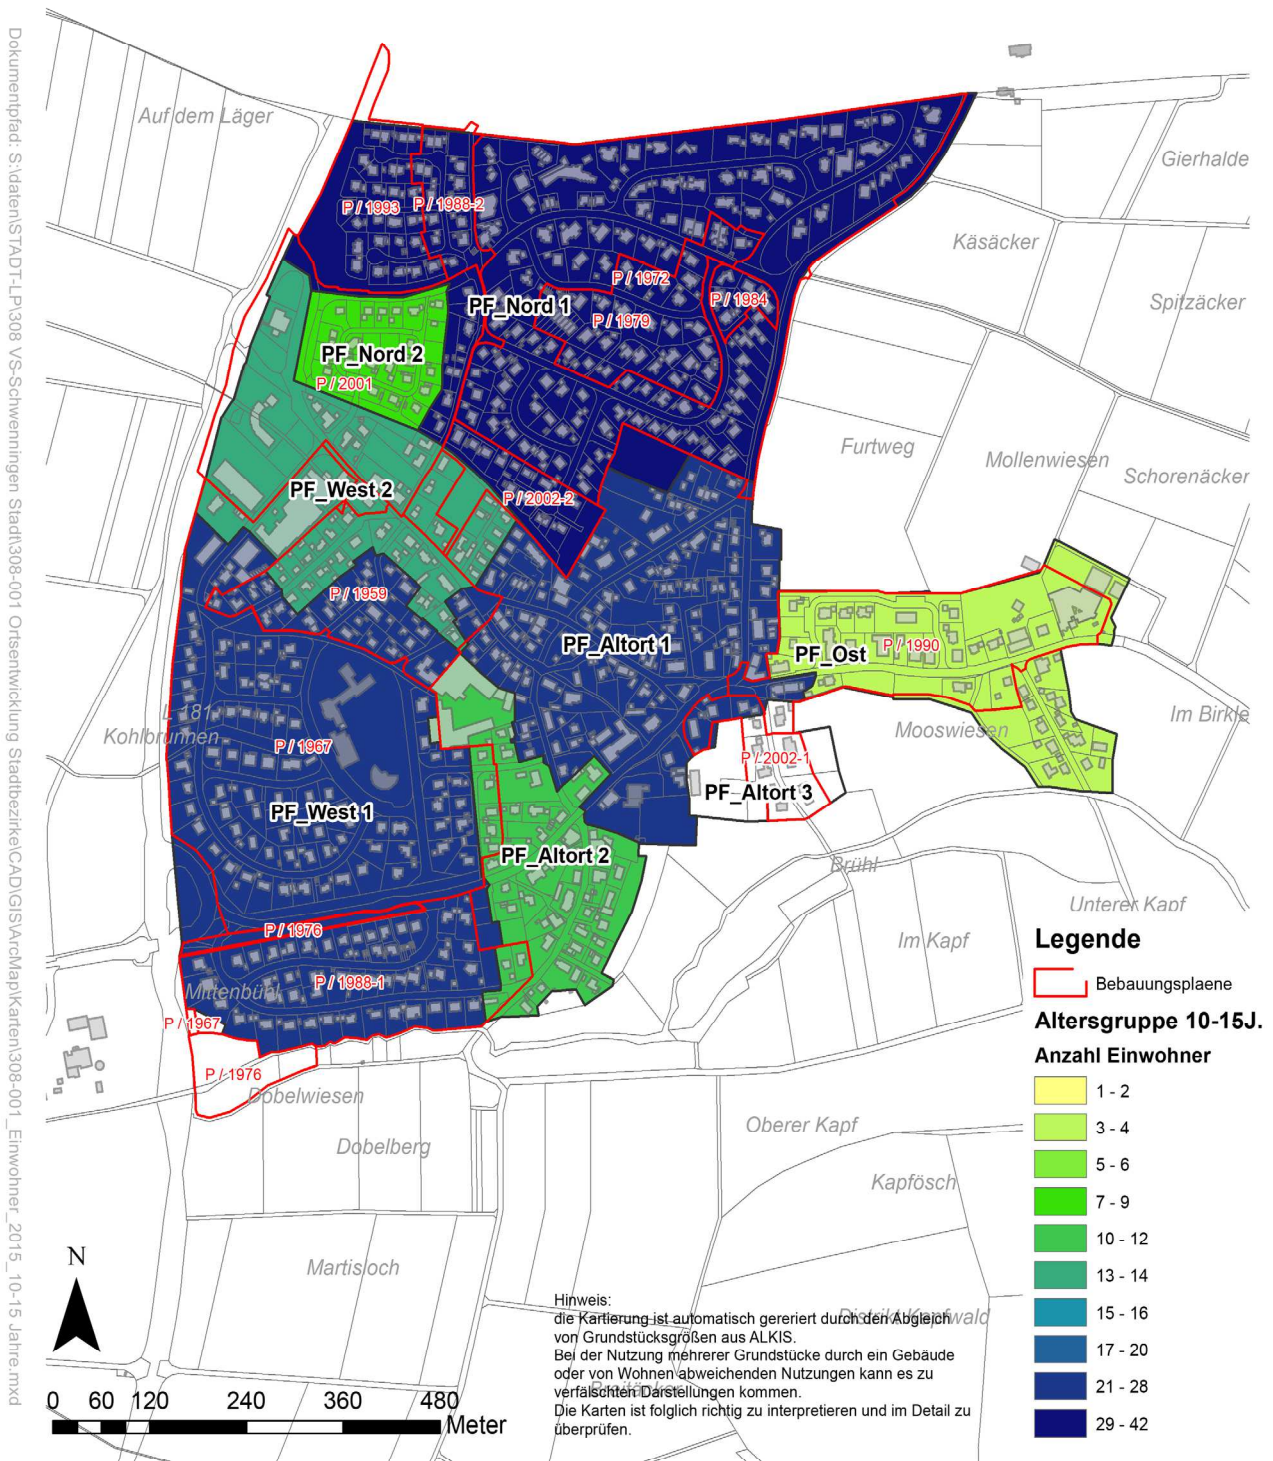 Dokumentpfad: S:\daten\STADT-LP\308 VS-Schwenningen Stadt\308-001 Ortsentwicklung Stadtbezirke\CAD\GIS\ArcMap\Karten\308-001_Einwohner_2015_10-15 Jahre.mxd
Auf dem Läger
Gierhalde
P / 1993
P / 1988-2
Käsäcker
P / 1972
PF_Nord 1
P / 1984
Spitzäcker
P / 1979
PF_Nord 2
P / 2001
Furtweg
Mollenwiesen
Schorenäcker
PF_West 2
P / 2002-2
P / 1959
PF_Altort 1
PF_Ost
P / 1990
L 181
Kohlbrunnen
P / 1967
Mooswiesen
Im Birkle
P / 2002-1
PF_Altort 3
PF_West 1
PF_Altort 2
Brühl
Unterer Kapf
P / 1976
Im Kapf
P / 1988-1
Mittenbühl
P / 1967
P / 1976
Dobelwiesen
Dobelberg
Oberer Kapf
Kapfösch
Martisloch
Distrikt Kapfwald
Breitäcker
Legende
Bebauungsplaene
Altersgruppe 10-15J.
Anzahl Einwohner
1 - 2
3 - 4
5 - 6
7 - 9
10 - 12
13 - 14
15 - 16
17 - 20
21 - 28
29 - 42
N
0 60 120 240 360 480
Meter
Hinweis:
die Kartierung ist automatisch gereriert durch den Abgleich
von Grundstücksgrößen aus ALKIS.
Bei der Nutzung mehrerer Grundstücke durch ein Gebäude
oder von Wohnen abweichenden Nutzungen kann es zu
verfälschten Darstellungen kommen.
Die Karten ist folglich richtig zu interpretieren und im Detail zu
überprüfen.